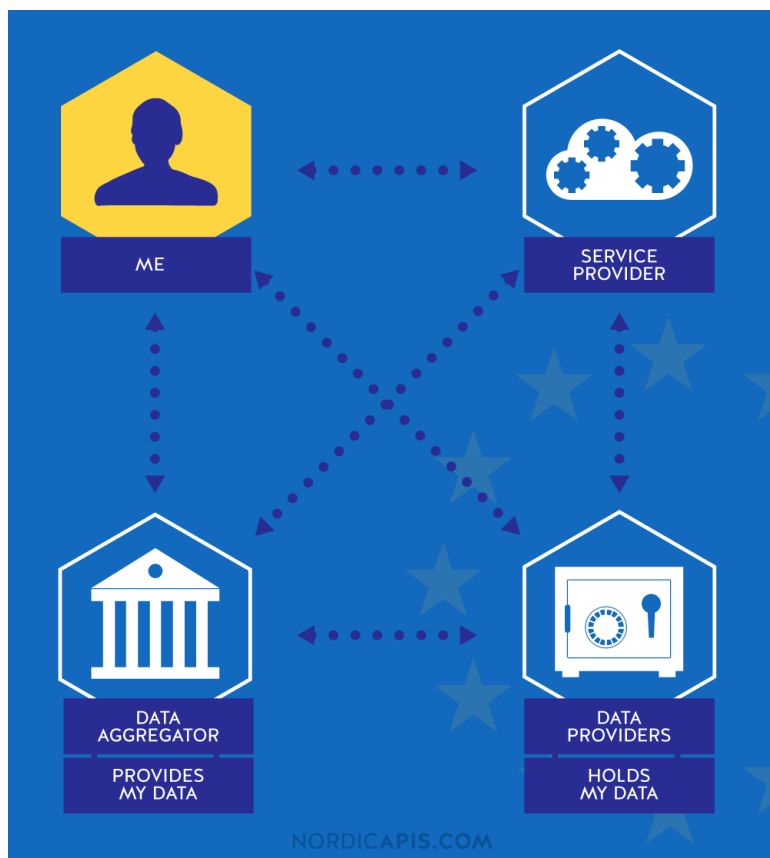 ME
SERVICE
PROVIDER
DATA
AGGREGATOR
PROVIDES
MY DATA
DATA
PROVIDERS
HOLDS
MY DATA
NORDICAPIS.COM